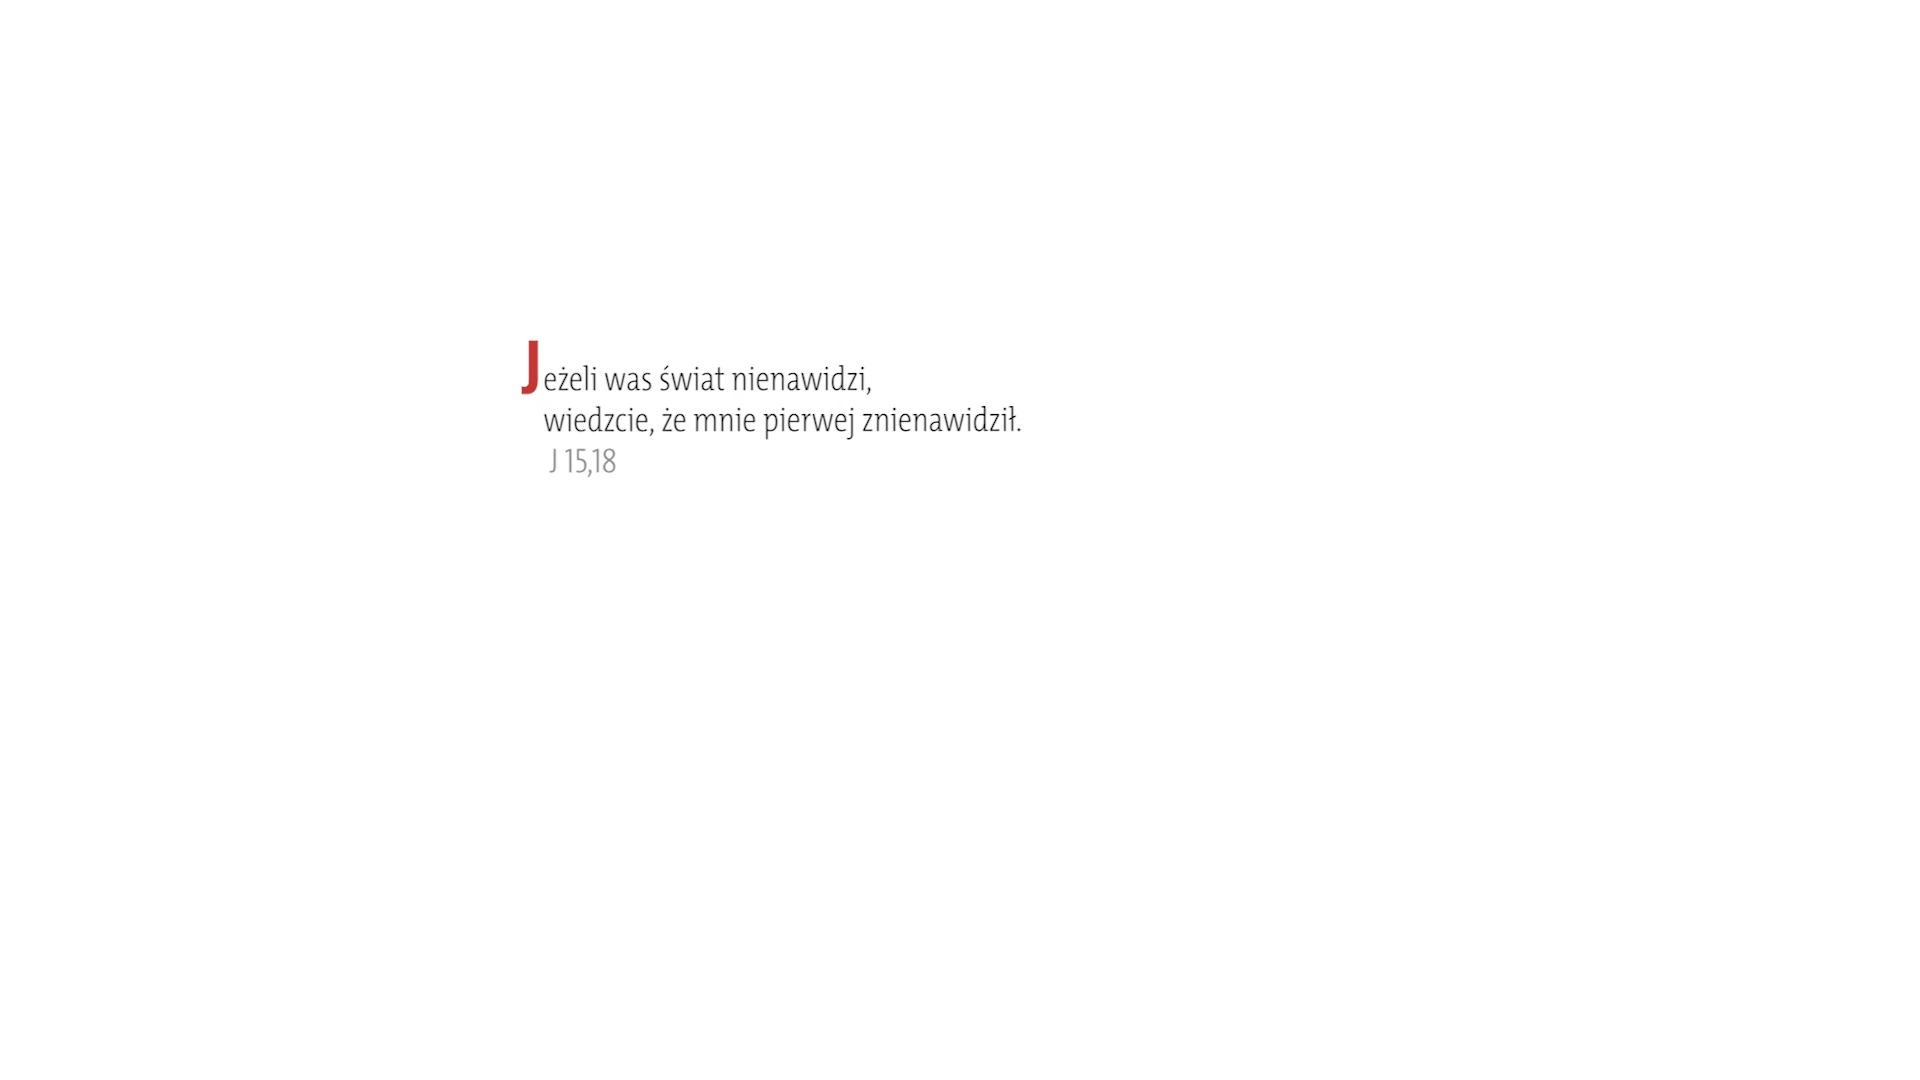 Jeżeli was świat nienawidzi,
wiedzcie, że mnie pierwej znienawidził.
J 15,18